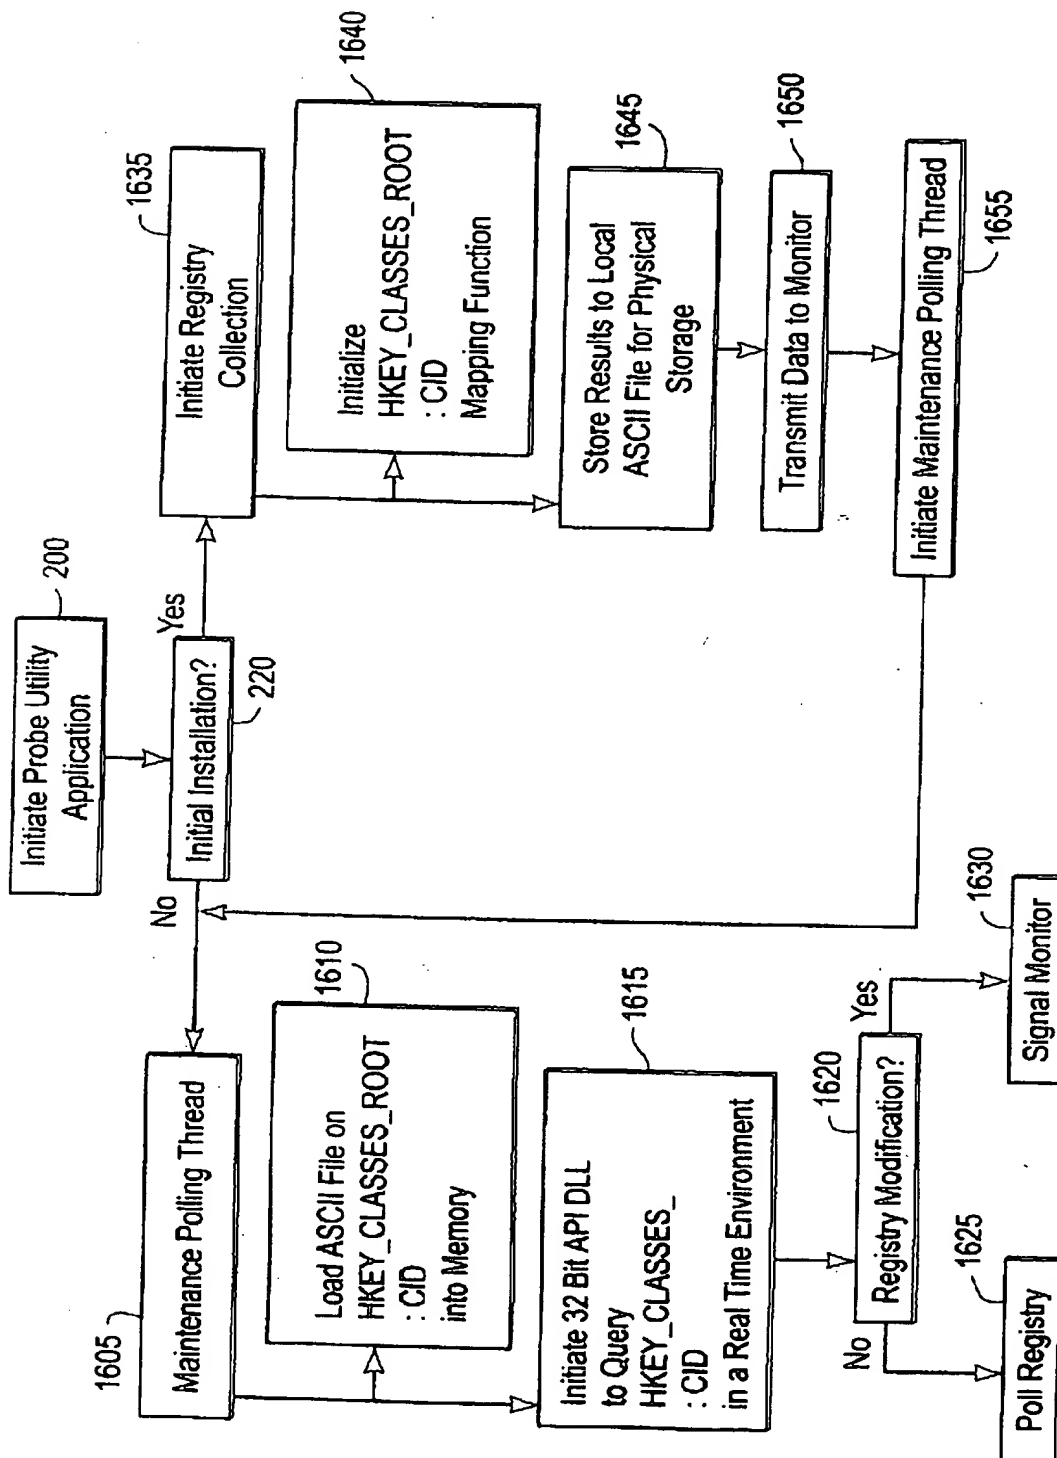 Initiate Probe Utility
Application
200
Initial Installation?
220
No
Yes
1605
Maintenance Polling Thread
1610
Load ASCII File on
HKEY_CLASSES_ROOT
: CID
into Memory
1615
Initiate 32 Bit API DLL
to Query
HKEY_CLASSES_
: CID
in a Real Time Environment
1620
Registry Modification?
No
Yes
1625
Poll Registry
1630
Signal Monitor
1635
Initiate Registry
Collection
1640
Initialize
HKEY_CLASSES_ROOT
: CID
Mapping Function
1645
Store Results to Local
ASCII File for Physical
Storage
1650
Transmit Data to Monitor
1655
Initiate Maintenance Polling Thread